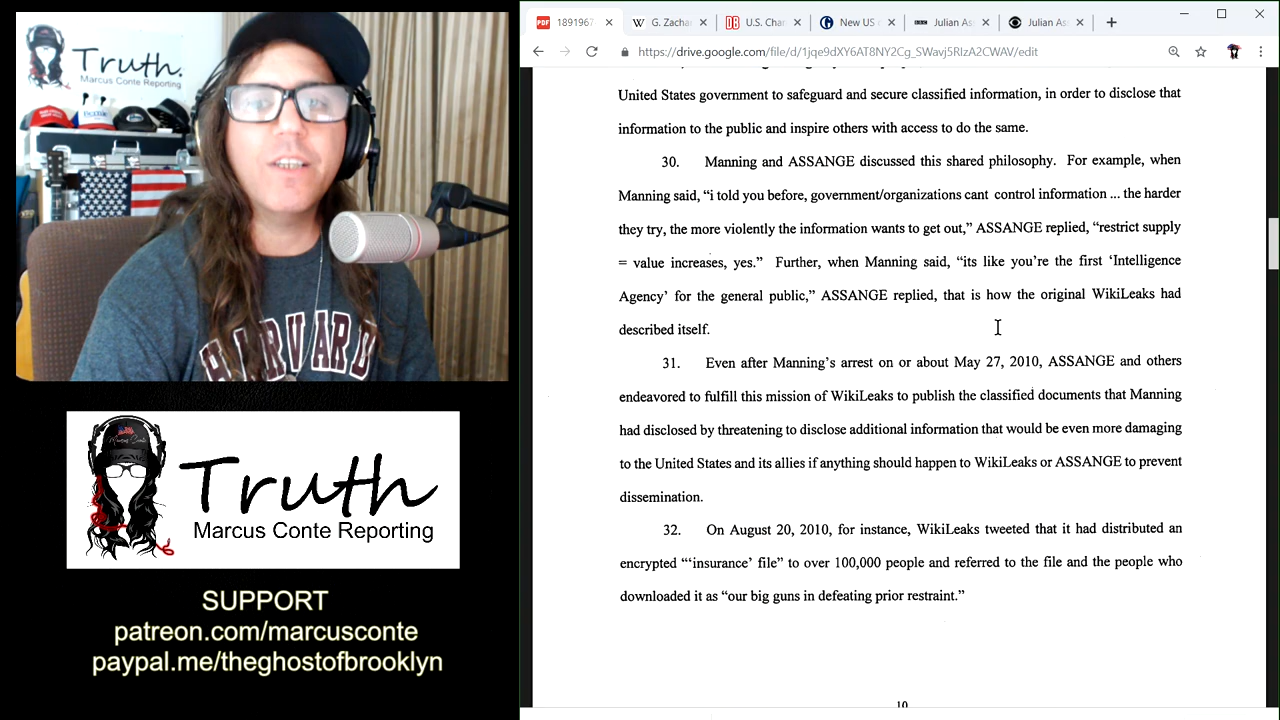 Truth.
Marcus Conte Reporting
HARVARD
Marcus Conte
Truth
Marcus Conte Reporting
SUPPORT
patreon.com/marcusconte
paypal.me/theghostofbrooklyn
1891967
G. Zachar
U.S. Char
New US c
Julian As
Julian As
https://drive.google.com/file/d/1jqe9dXY6AT8NY2Cg_SWavj5RIzA2CWAV/edit
United States government to safeguard and secure classified information, in order to disclose that
information to the public and inspire others with access to do the same.
30. Manning and ASSANGE discussed this shared philosophy. For example, when
Manning said, “i told you before, government/organizations cant control information ... the harder
they try, the more violently the information wants to get out,” ASSANGE replied, “restrict supply
= value increases, yes.” Further, when Manning said, “its like you’re the first ‘Intelligence
Agency’ for the general public,” ASSANGE replied, that is how the original WikiLeaks had
described itself.
31. Even after Manning’s arrest on or about May 27, 2010, ASSANGE and others
endeavored to fulfill this mission of WikiLeaks to publish the classified documents that Manning
had disclosed by threatening to disclose additional information that would be even more damaging
to the United States and its allies if anything should happen to WikiLeaks or ASSANGE to prevent
dissemination.
32. On August 20, 2010, for instance, WikiLeaks tweeted that it had distributed an
encrypted “‘insurance’ file” to over 100,000 people and referred to the file and the people who
downloaded it as “our big guns in defeating prior restraint.”
10